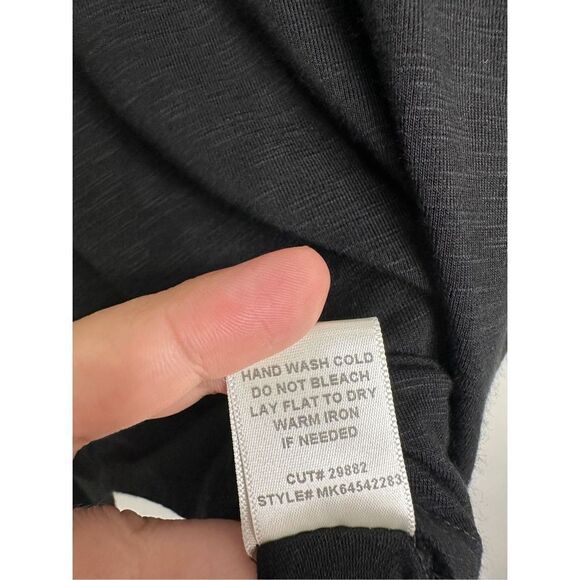 HAND WASH COLD
DO NOT BLEACH
LAY FLAT TO DRY
WARM IRON
IF NEEDED
CUT# 29882
STYLE# MK64542283